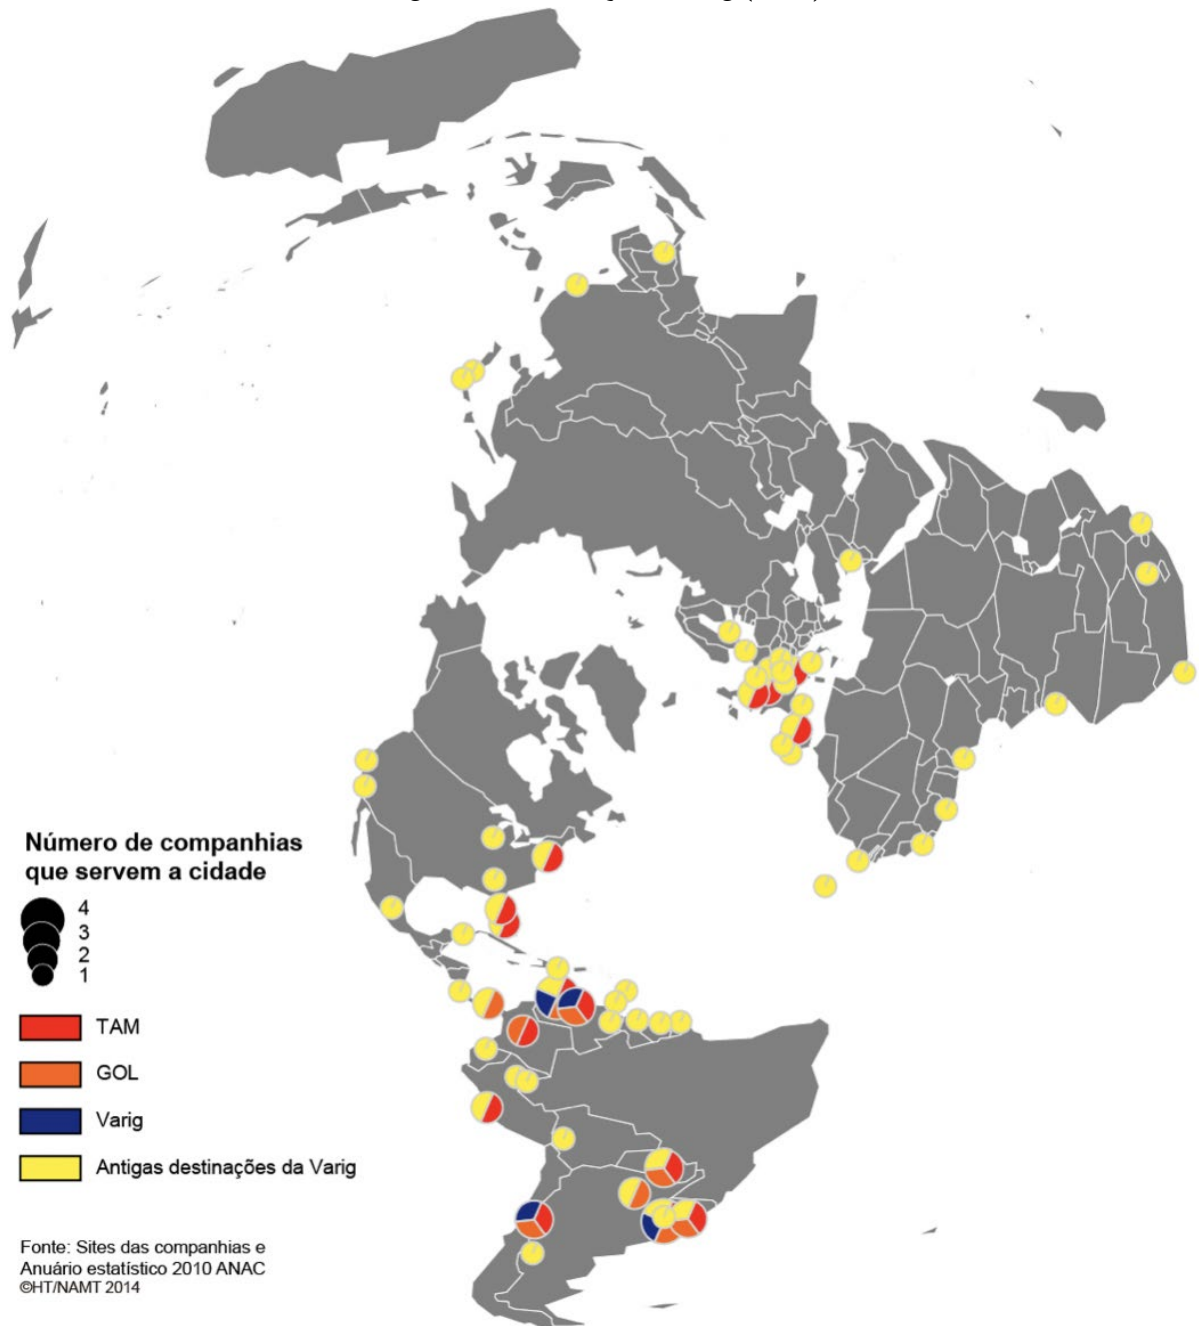 Número de companhias
que servem a cidade
4
3
2
1
TAM
GOL
Varig
Antigas destinações da Varig
Fonte: Sites das companhias e
Anuário estatístico 2010 ANAC
©HT/NAMT 2014